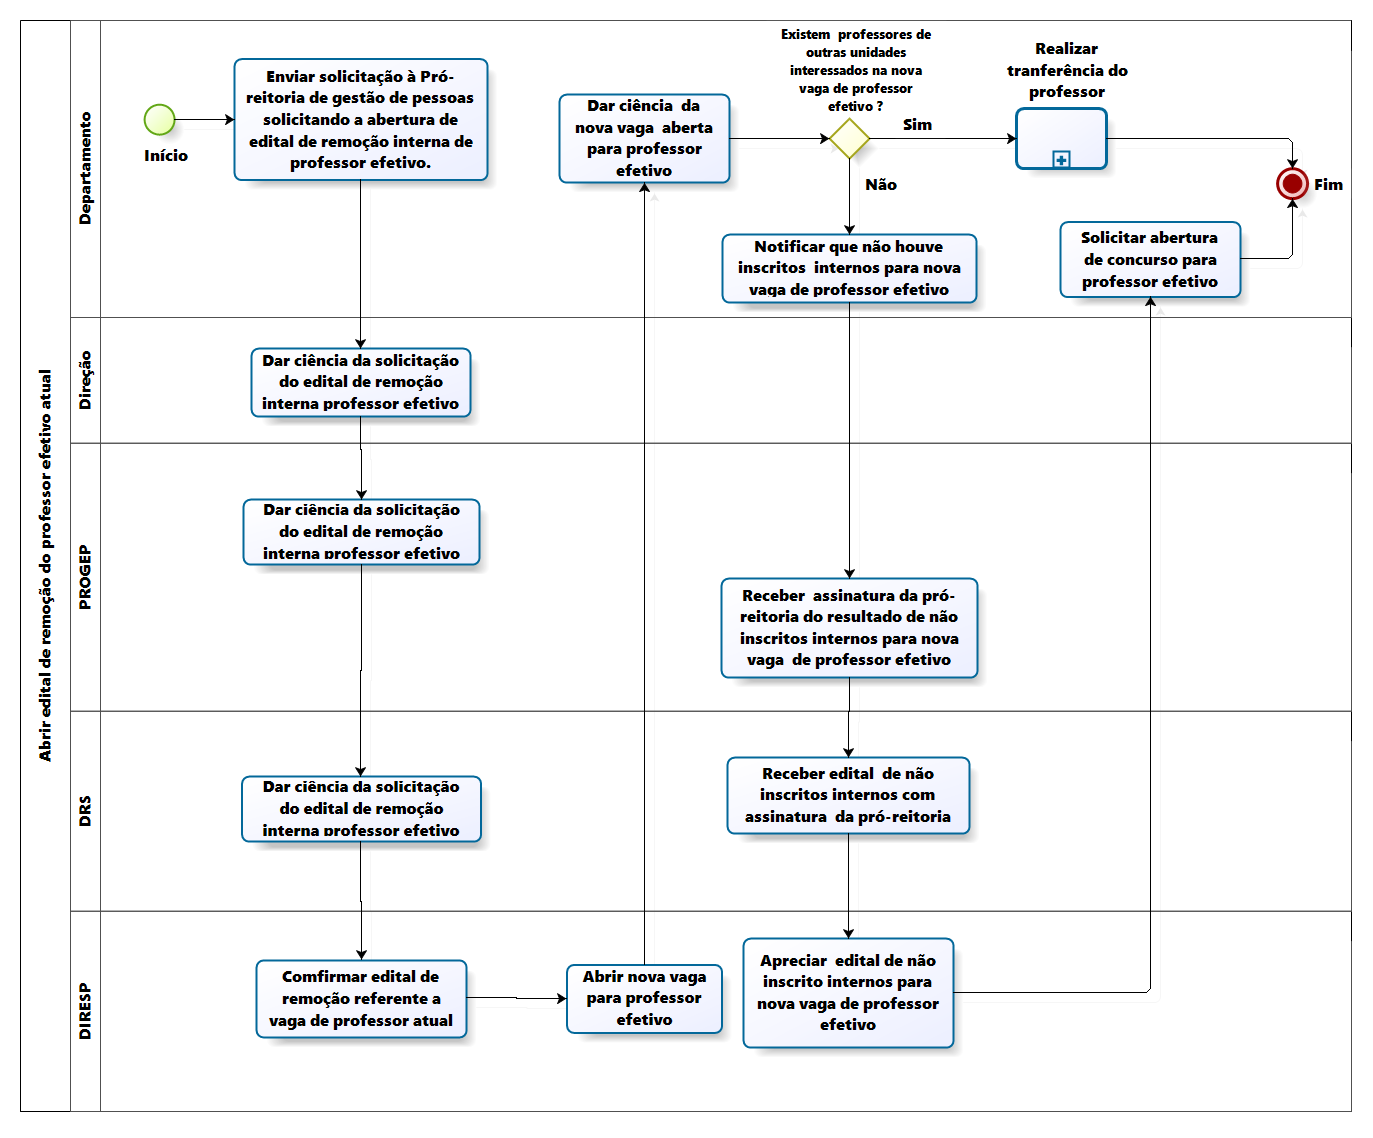 Abrir edital de remoção do professor efetivo atual
Departamento
Início
Enviar solicitação à Pró-
reitoria de gestão de pessoas
solicitando a abertura de
edital de remoção interna de
professor efetivo.
Dar ciência  da
nova vaga  aberta
para professor
efetivo
Existem  professores de
outras unidades
interessados na nova
vaga de professor
efetivo ?
Sim
Não
Realizar
tranferência do
professor
Fim
Notificar que não houve
inscritos  internos para nova
vaga de professor efetivo
Solicitar abertura
de concurso para
professor efetivo
Direção
Dar ciência da solicitação
do edital de remoção
interna professor efetivo
PROGEP
Dar ciência da solicitação
do edital de remoção
interna professor efetivo
Receber  assinatura da pró-
reitoria do resultado de não
inscritos internos para nova
vaga  de professor efetivo
DRS
Dar ciência da solicitação
do edital de remoção
interna professor efetivo
Receber edital  de não
inscritos internos com
assinatura  da pró-reitoria
DIRESP
Comfirmar edital de
remoção referente a
vaga de professor atual
Abrir nova vaga
para professor
efetivo
Apreciar  edital de não
inscrito internos para
nova vaga de professor
efetivo